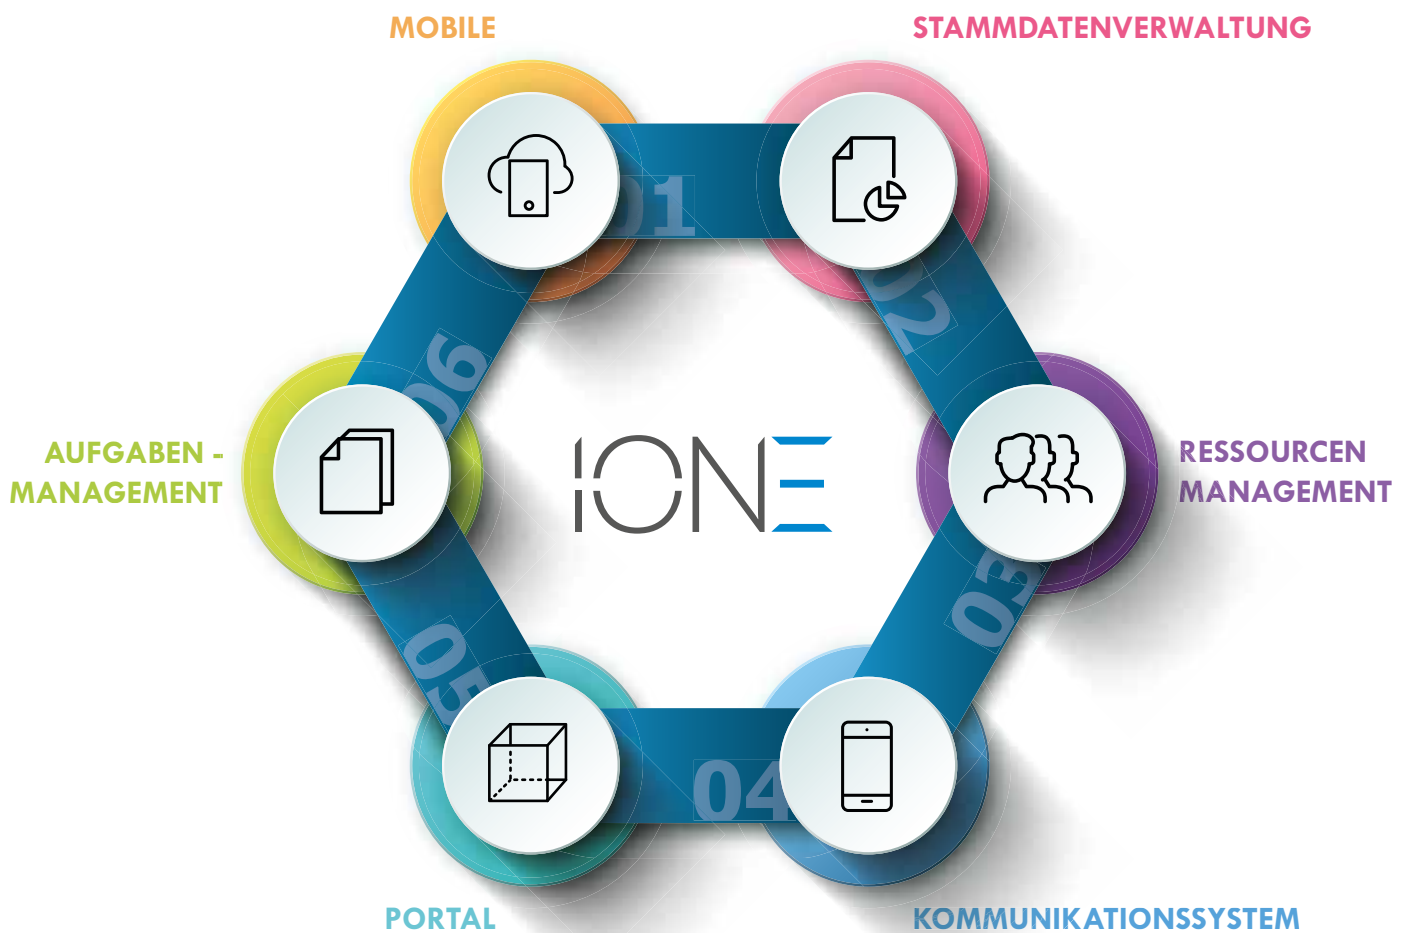 MOBILE
STAMMDATENVERWALTUNG
01
02
06
AUFGABEN -
MANAGEMENT
IONE
RESSOURCEN
MANAGEMENT
03
05
04
PORTAL
KOMMUNIKATIONSSYSTEM